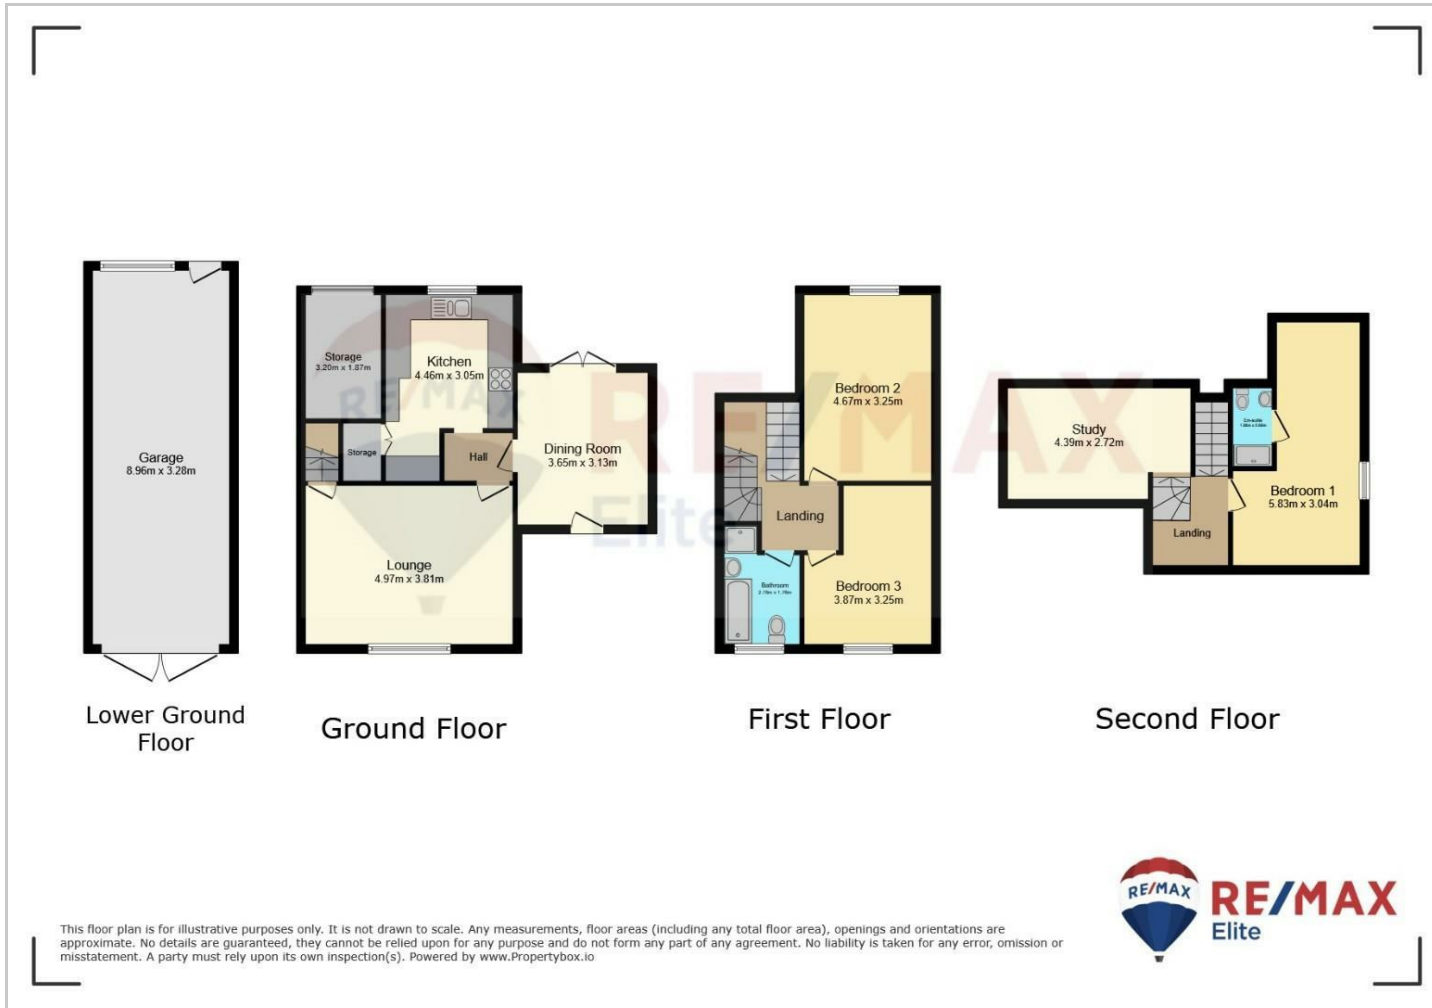 Garage
8.96m x 3.28m
Lower Ground
Floor
Storage
3.20m x 1.87m
Kitchen
4.46m x 3.05m
Storage
Hall
Dining Room
3.65m x 3.13m
Lounge
4.97m x 3.81m
Ground Floor
Bedroom 2
4.67m x 3.25m
Landing
Bathroom
Bedroom 3
3.87m x 3.25m
First Floor
Study
4.39m x 2.72m
En-suite
Bedroom 1
5.83m x 3.04m
Landing
Second Floor
RE/MAX
RE/MAX
Elite
This floor plan is for illustrative purposes only. It is not drawn to scale. Any measurements, floor areas (including any total floor area), openings and orientations are
approximate. No details are guaranteed, they cannot be relied upon for any purpose and do not form any part of any agreement. No liability is taken for any error, omission or
misstatement. A party must rely upon its own inspection(s). Powered by www.Propertybox.io
RE/MAX
RE/MAX
Elite